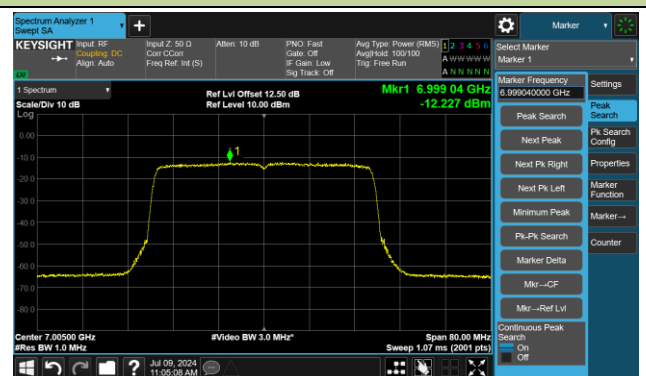 Spectrum Analyzer 1
Swept SA
+
Marker
KEYSIGHT
Input: RF
Coupling: DC
Align: Auto
Input Z: 50 Ω
Corr CCorr
Freq Ref: Int (S)
Atten: 10 dB
PNO: Fast
Gate: Off
IF Gain: Low
Sig Track: Off
Avg Type: Power (RMS)
Avg|Hold: 100/100
Trig: Free Run
1 2 3 4 5 6
A W W W W W
A N N N N N
LXI
Select Marker
Marker 1
1 Spectrum
Scale/Div 10 dB
Log
Ref Lvl Offset 12.50 dB
Ref Level 10.00 dBm
Mkr1 6.999 04 GHz
-12.227 dBm
0.00
-10.0
-20.0
-30.0
-40.0
-50.0
-60.0
-70.0
-80.0
1
Center 7.00500 GHz
#Res BW 1.0 MHz
#Video BW 3.0 MHz*
Span 80.00 MHz
Sweep 1.07 ms (2001 pts)
Marker Frequency
6.999040000 GHz
Peak Search
Next Peak
Next Pk Right
Next Pk Left
Minimum Peak
Pk-Pk Search
Marker Delta
Mkr→CF
Mkr→Ref Lvl
Continuous Peak
Search
On
Off
Settings
Peak
Search
Pk Search
Config
Properties
Marker
Function
Marker→
Counter
?
Jul 09, 2024
11:05:08 AM